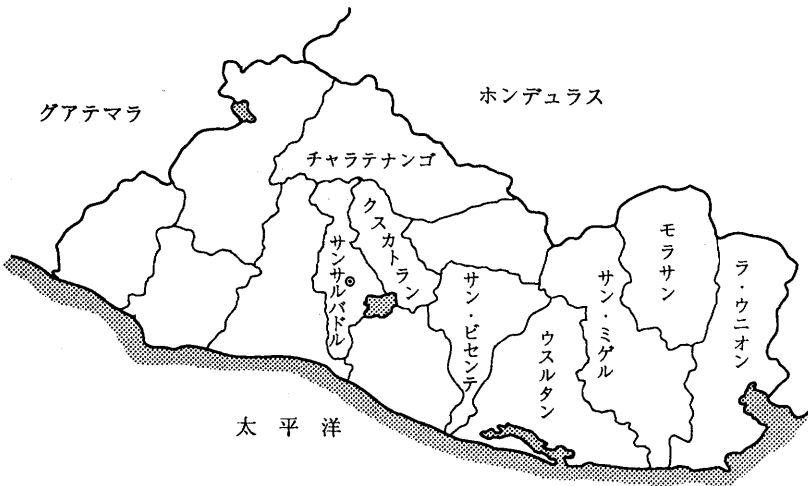 グアテマラ
ホンデュラス
チャラテナンゴ
クスカトラン
サンサルバドル
サン・ビセンテ
ウスルタン
サン・ミゲル
モラサン
ラ・ウニオン
太平洋